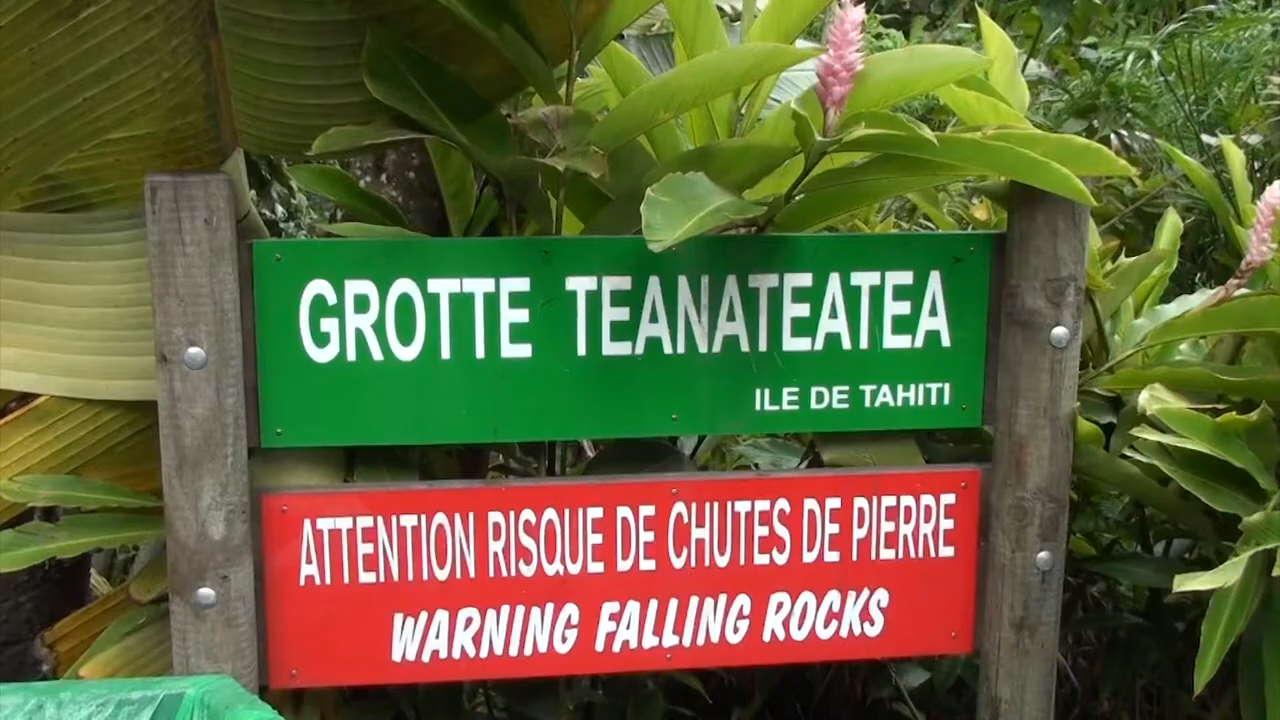 GROTTE TEANATEATEA
ILE DE TAHITI
ATTENTION RISQUE DE CHUTES DE PIERRE
WARNING FALLING ROCKS